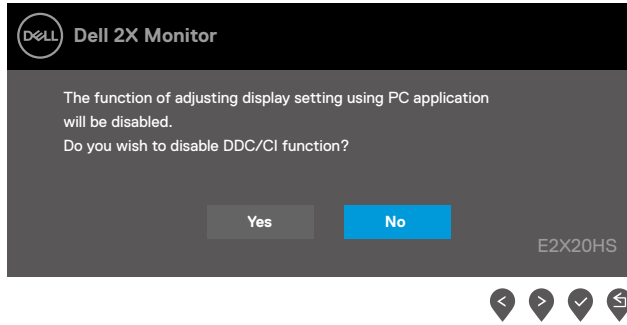 DELL Dell 2X Monitor
The function of adjusting display setting using PC application
will be disabled.
Do you wish to disable DDC/CI function?
Yes No
E2X20HS